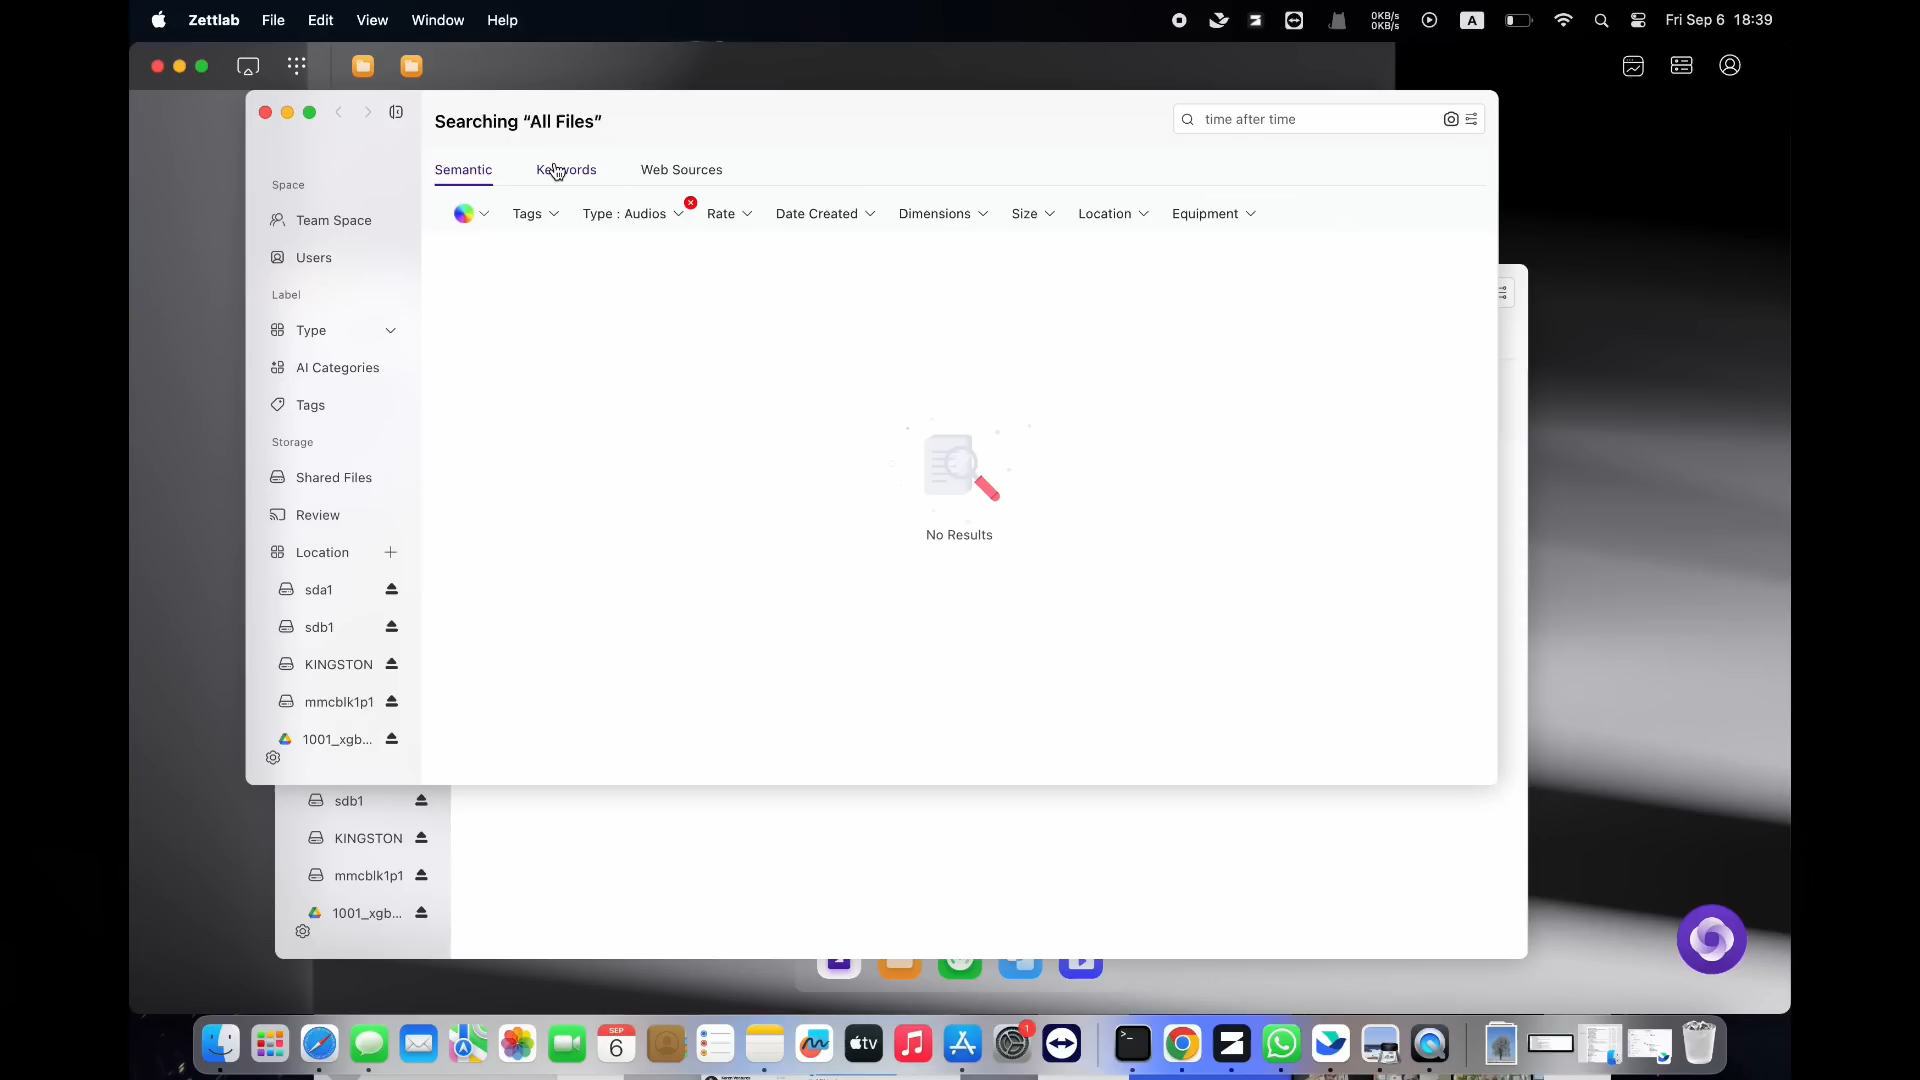 Zettlab File Edit View Window Help
0KB/s
0KB/s
A
Fri Sep 6 18:39
Searching “All Files”
time after time
Semantic Keywords Web Sources
Tags Type : Audios Rate Date Created Dimensions Size Location Equipment
Space
Team Space
Users
Label
Type
AI Categories
Tags
Storage
Shared Files
Review
Location
sda1
sdb1
KINGSTON
mmcblk1p1
1001_xgb...
No Results
sdb1
KINGSTON
mmcblk1p1
1001_xgb...
SEP
6
tv
1